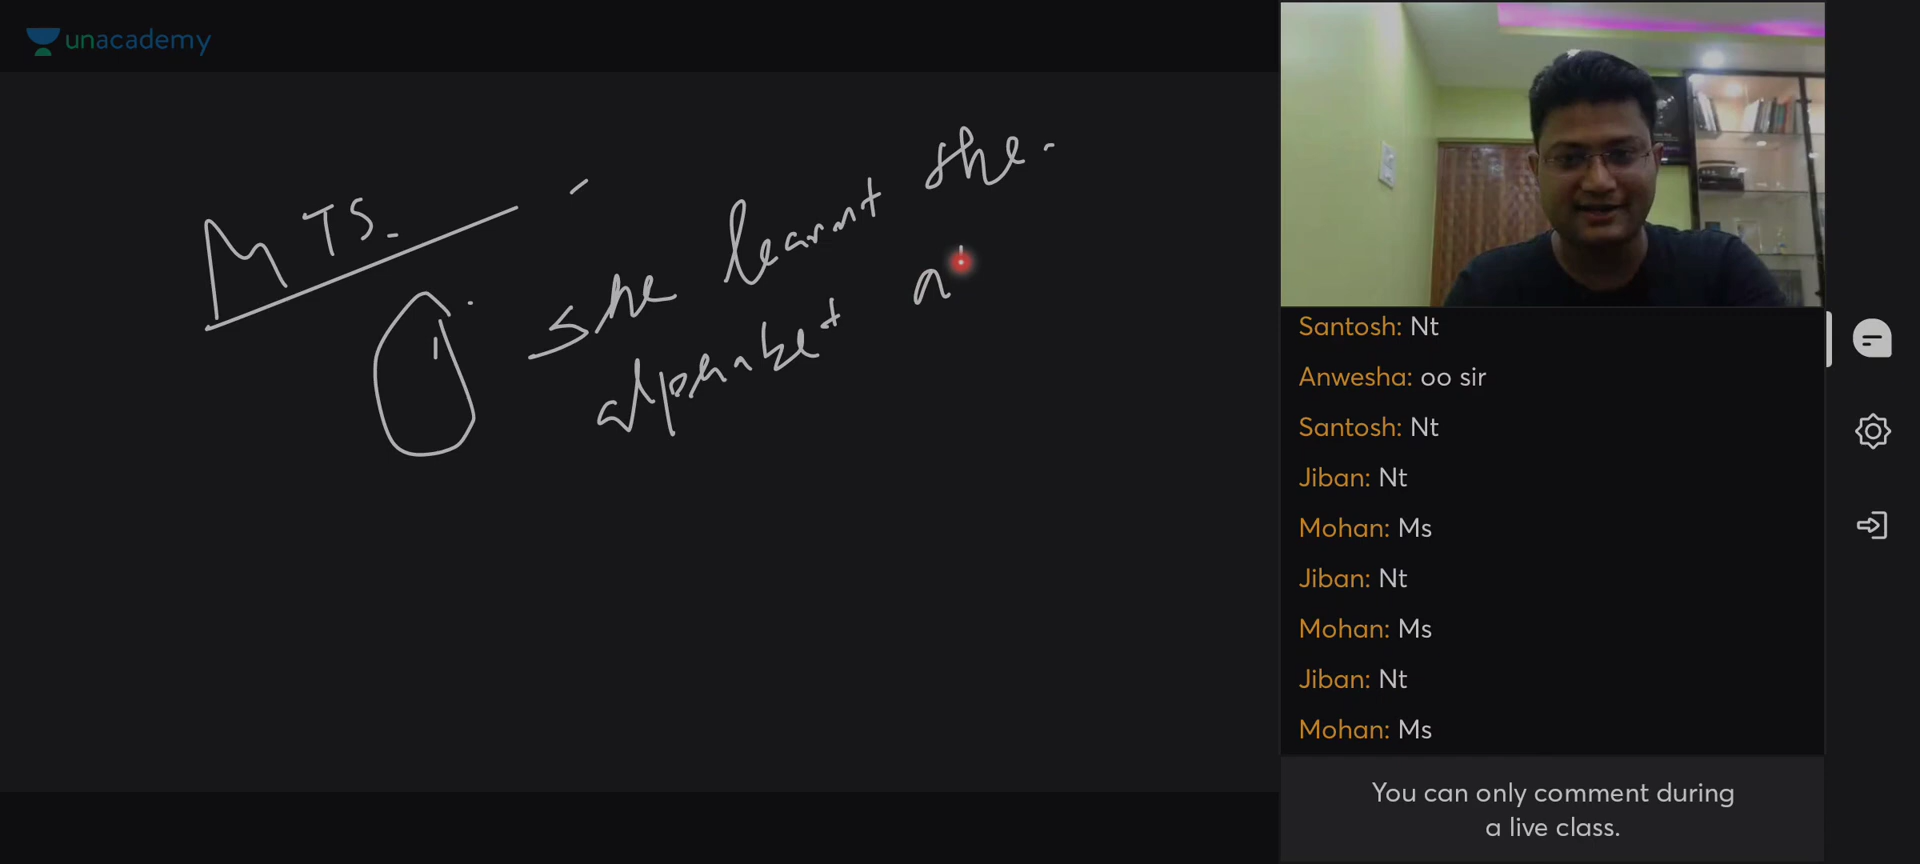 unacademy
MTS.
1
She learnt the
alphabet a
Santosh: Nt
Anwesha: oo sir
Santosh: Nt
Jiban: Nt
Mohan: Ms
Jiban: Nt
Mohan: Ms
Jiban: Nt
Mohan: Ms
You can only comment during
a live class.